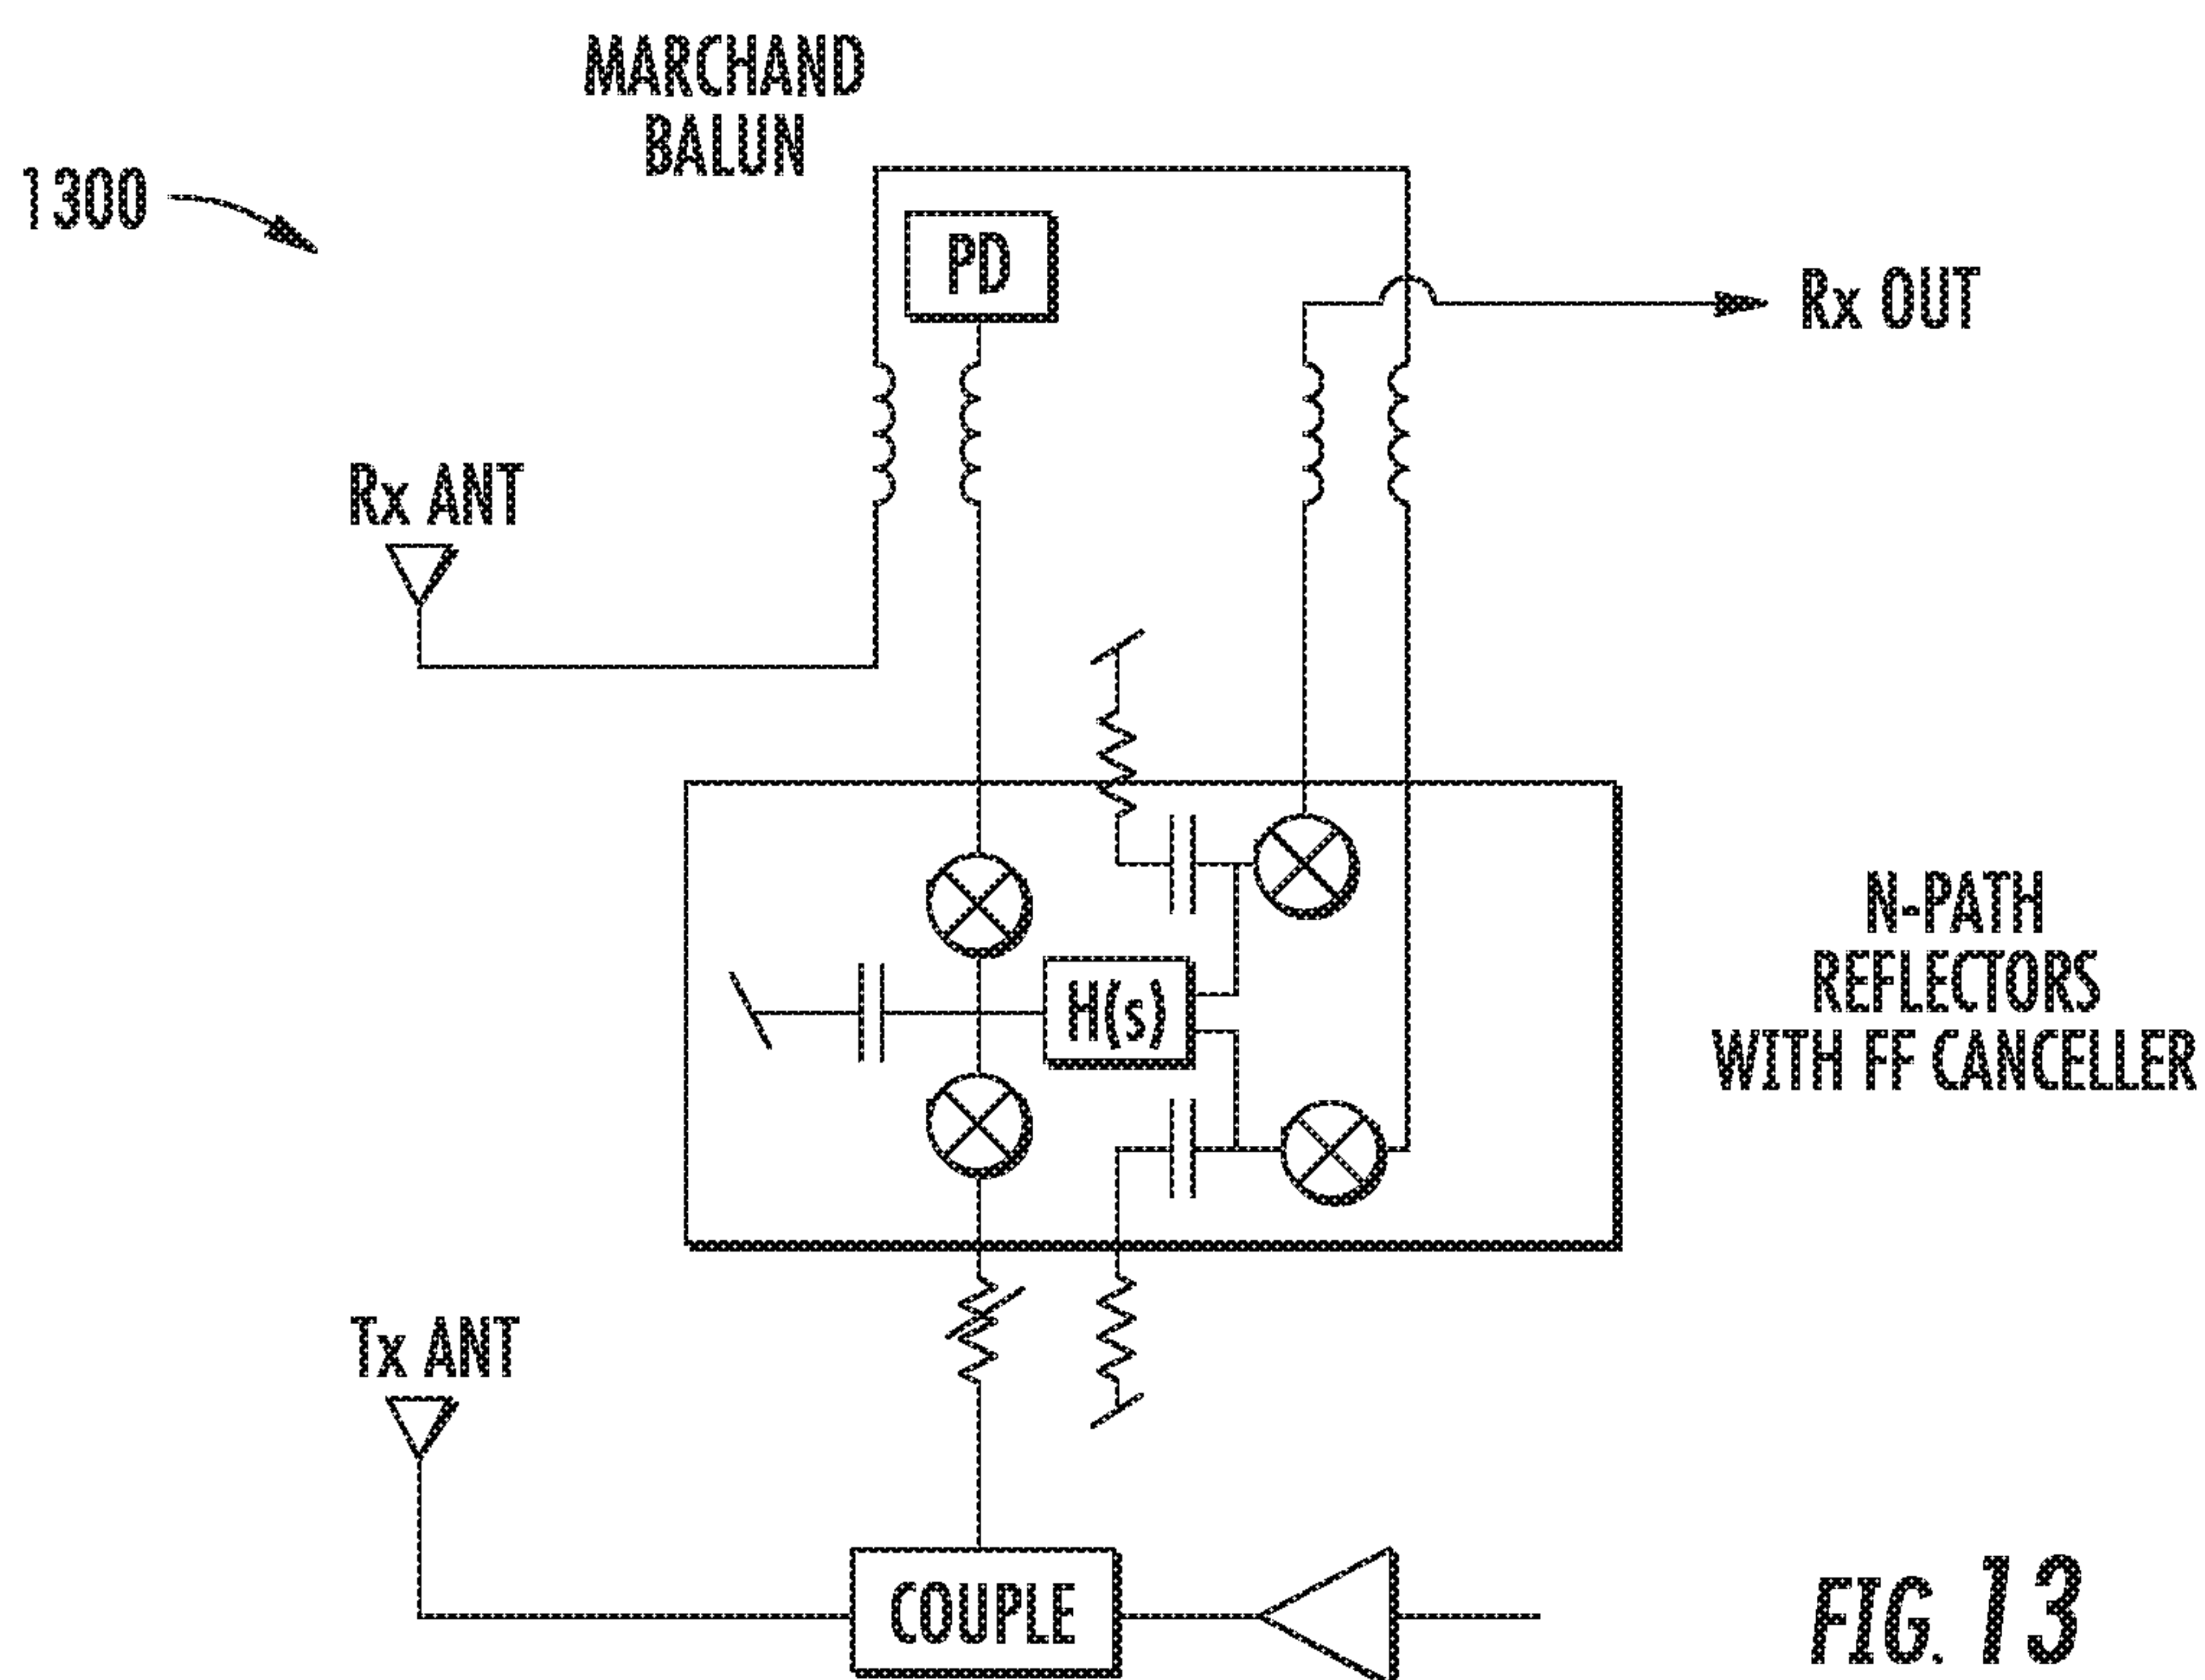 MARCHAND
BALUN
1300
PD
Rx OUT
Rx ANT
H(s)
N-PATH
REFLECTORS
WITH FF CANCELLER
Tx ANT
COUPLE
FIG. 13